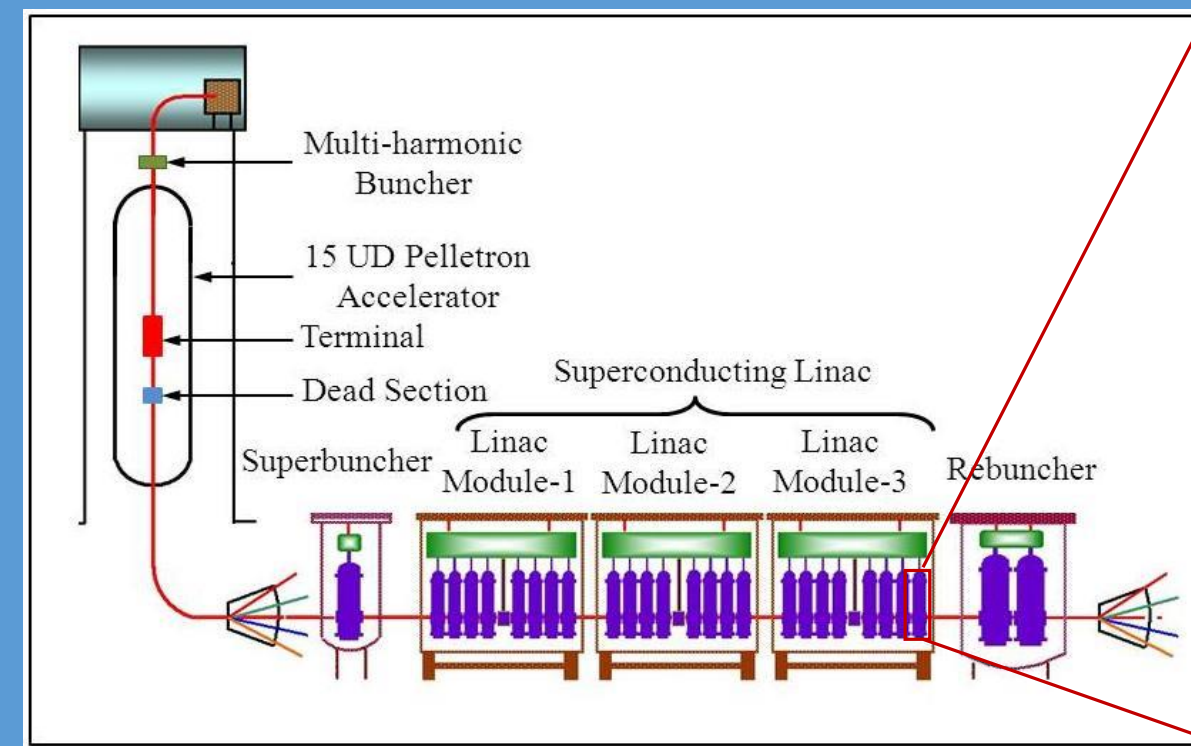 Multi-harmonic
Buncher
15 UD Pelletron
Accelerator
Terminal
Dead Section
Superconducting Linac
Superbuncher
Linac
Module-1
Linac
Module-2
Linac
Module-3
Rebuncher